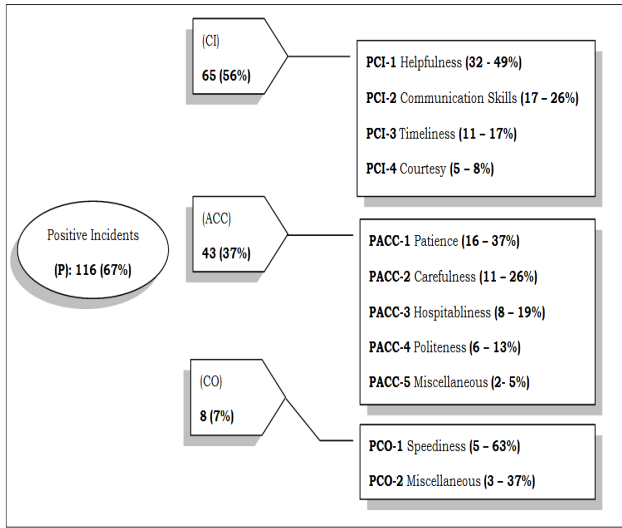 (CI)
65 (56%)
PCI-1 Helpfulness (32 - 49%)
PCI-2 Communication Skills (17 – 26%)
PCI-3 Timeliness (11 – 17%)
PCI-4 Courtesy (5 – 8%)
Positive Incidents
(P): 116 (67%)
(ACC)
43 (37%)
PACC-1 Patience (16 – 37%)
PACC-2 Carefulness (11 – 26%)
PACC-3 Hospitabliness (8 – 19%)
PACC-4 Politeness (6 – 13%)
PACC-5 Miscellaneous (2- 5%)
(CO)
8 (7%)
PCO-1 Speediness (5 – 63%)
PCO-2 Miscellaneous (3 – 37%)